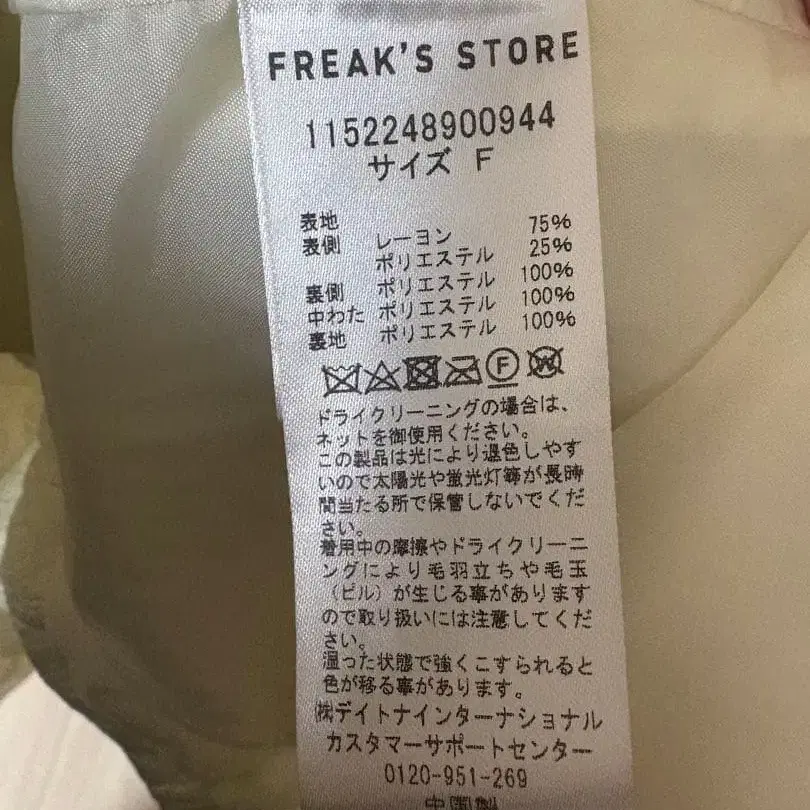 FREAK'S STORE
1152248900944
サイズ F
表地
表側 レーヨン 75%
ポリエステル 25%
裏側 ポリエステル 100%
中わた ポリエステル 100%
裏地 ポリエステル 100%
F W
ドライクリーニングの場合は、
ネットを御使用ください。
この製品は光により退色しやす
いので太陽光や蛍光灯等が長時
間当たる所で保管しないでくだ
さい。
着用中の摩擦やドライクリーニ
ングにより毛羽立ちや毛玉
(ピル)が生じる事があります
ので取り扱いには注意してくだ
さい。
湿った状態で強くこすられると
色が移る事があります。
㈱デイトナインターナショナル
カスタマーサポートセンター
0120-951-269
中国製